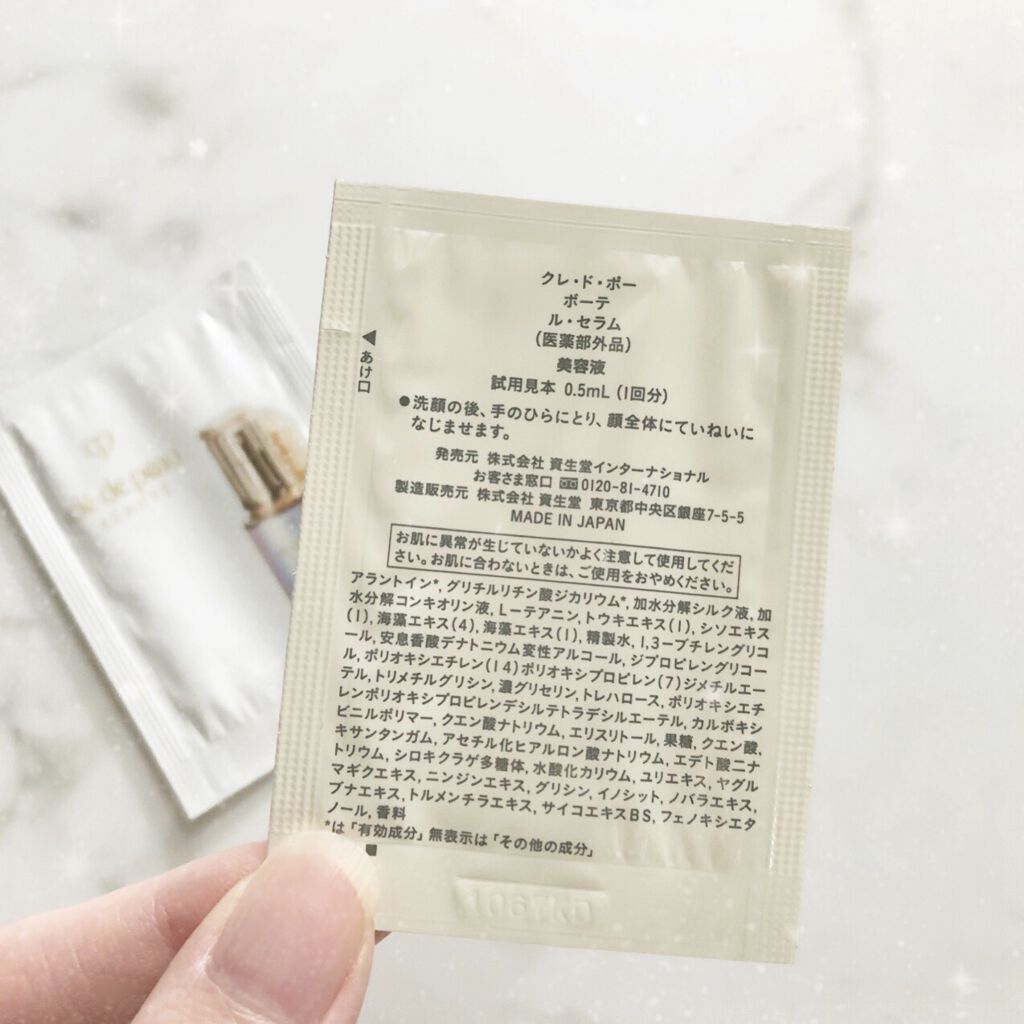 クレ・ド・ポー
ボーテ
ル・セラム
(医薬部外品)
美容液
試用見本 0.5mL (1回分)
●洗顔の後、手のひらにとり、顔全体にていねいに
なじませます。
発売元 株式会社 資生堂インターナショナル
お客さま窓口 0120-81-4710
製造販売元 株式会社 資生堂 東京都中央区銀座7-5-5
MADE IN JAPAN
お肌に異常が生じていないかよく注意して使用してくだ
さい。お肌に合わないときは、ご使用をおやめください。
アラントイン*, グリチルリチン酸ジカリウム*, 加水分解シルク液, 加
水分解コンキオリン液, L－テアニン, トウキエキス(1), シソエキス
(1), 海藻エキス(4), 海藻エキス(1), 精製水, 1,3－ブチレングリコ
ール, 安息香酸デナトニウム変性アルコール, ジプロピレングリコー
ル, ポリオキシエチレン(14)ポリオキシプロピレン(7)ジメチルエー
テル, トリメチルグリシン, 濃グリセリン, トレハロース, ポリオキシエチ
レンポリオキシプロピレンデシルテトラデシルエーテル, カルボキシ
ビニルポリマー, クエン酸ナトリウム, エリスリトール, 果糖, クエン酸,
キサンタンガム, アセチル化ヒアルロン酸ナトリウム, エデト酸二ナ
トリウム, シロキクラゲ多糖体, 水酸化カリウム, ユリエキス, ヤグル
マギクエキス, ニンジンエキス, グリシン, イノシット, ノバラエキス,
ブナエキス, トルメンチラエキス, サイコエキスBS, フェノキシエタ
ノール, 香料
*は「有効成分」無表示は「その他の成分」
◀あけ口